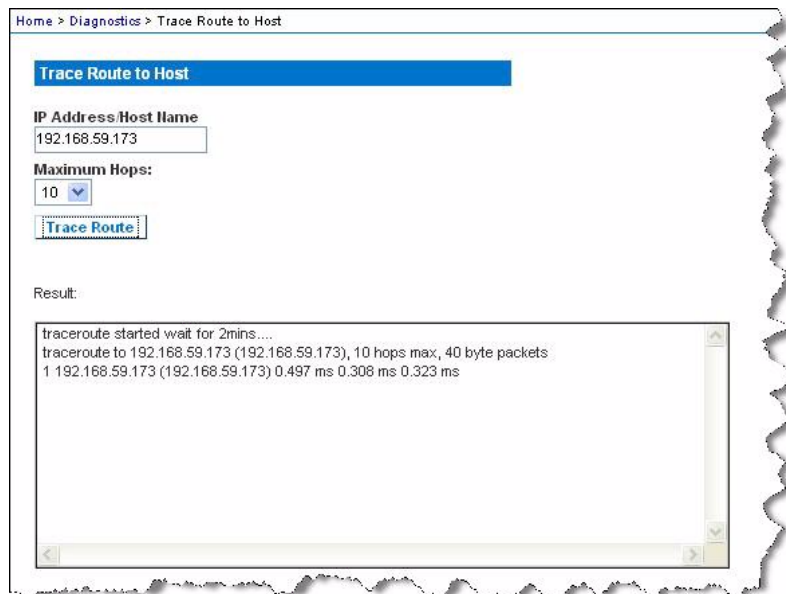 Home > Diagnostics > Trace Route to Host
Trace Route to Host
IP Address/Host Name
192.168.59.173
Maximum Hops:
10
Trace Route
Result:
traceroute started wait for 2mins....
traceroute to 192.168.59.173 (192.168.59.173), 10 hops max, 40 byte packets
1 192.168.59.173 (192.168.59.173) 0.497 ms 0.308 ms 0.323 ms